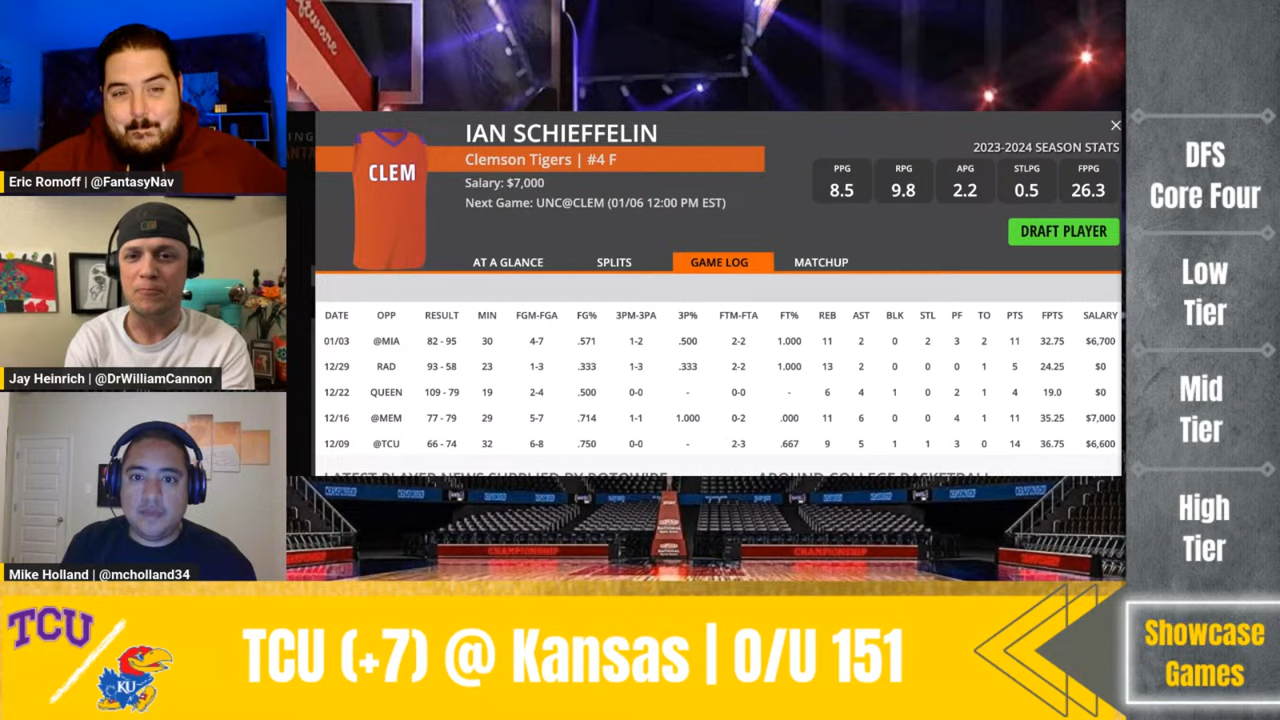 Eric Romoff | @FantasyNav
Jay Heinrich | @DrWilliamCannon
Mike Holland | @mcholland34
IAN SCHIEFFELIN
Clemson Tigers | #4 F
Salary: $7,000
Next Game: UNC@CLEM (01/06 12:00 PM EST)
CLEM
2023-2024 SEASON STATS
PPG RPG APG STLPG FPPG
8.5 9.8 2.2 0.5 26.3
DRAFT PLAYER
AT A GLANCE SPLITS GAME LOG MATCHUP
DATE OPP RESULT MIN FGM-FGA FG% 3PM-3PA 3P% FTM-FTA FT% REB AST BLK STL PF TO PTS FPTS SALARY
01/03 @MIA 82 - 95 30 4-7 .571 1-2 .500 2-2 1.000 11 2 0 2 3 2 11 32.75 $6,700
12/29 RAD 93 - 58 23 1-3 .333 1-3 .333 2-2 1.000 13 2 0 0 0 1 5 24.25 $0
12/22 QUEEN 109 - 79 19 2-4 .500 0-0 - 0-0 - 6 4 1 0 2 1 4 19.0 $0
12/16 @MEM 77 - 79 29 5-7 .714 1-1 1.000 0-2 .000 11 6 0 0 4 1 11 35.25 $7,000
12/09 @TCU 66 - 74 32 6-8 .750 0-0 - 2-3 .667 9 5 1 1 3 0 14 36.75 $6,600
CHAMPIONSHIP
CHAMPIONSHIP
DFS
Core Four
Low
Tier
Mid
Tier
High
Tier
Showcase
Games
TCU
KU
TCU (+7) @ Kansas | O/U 151